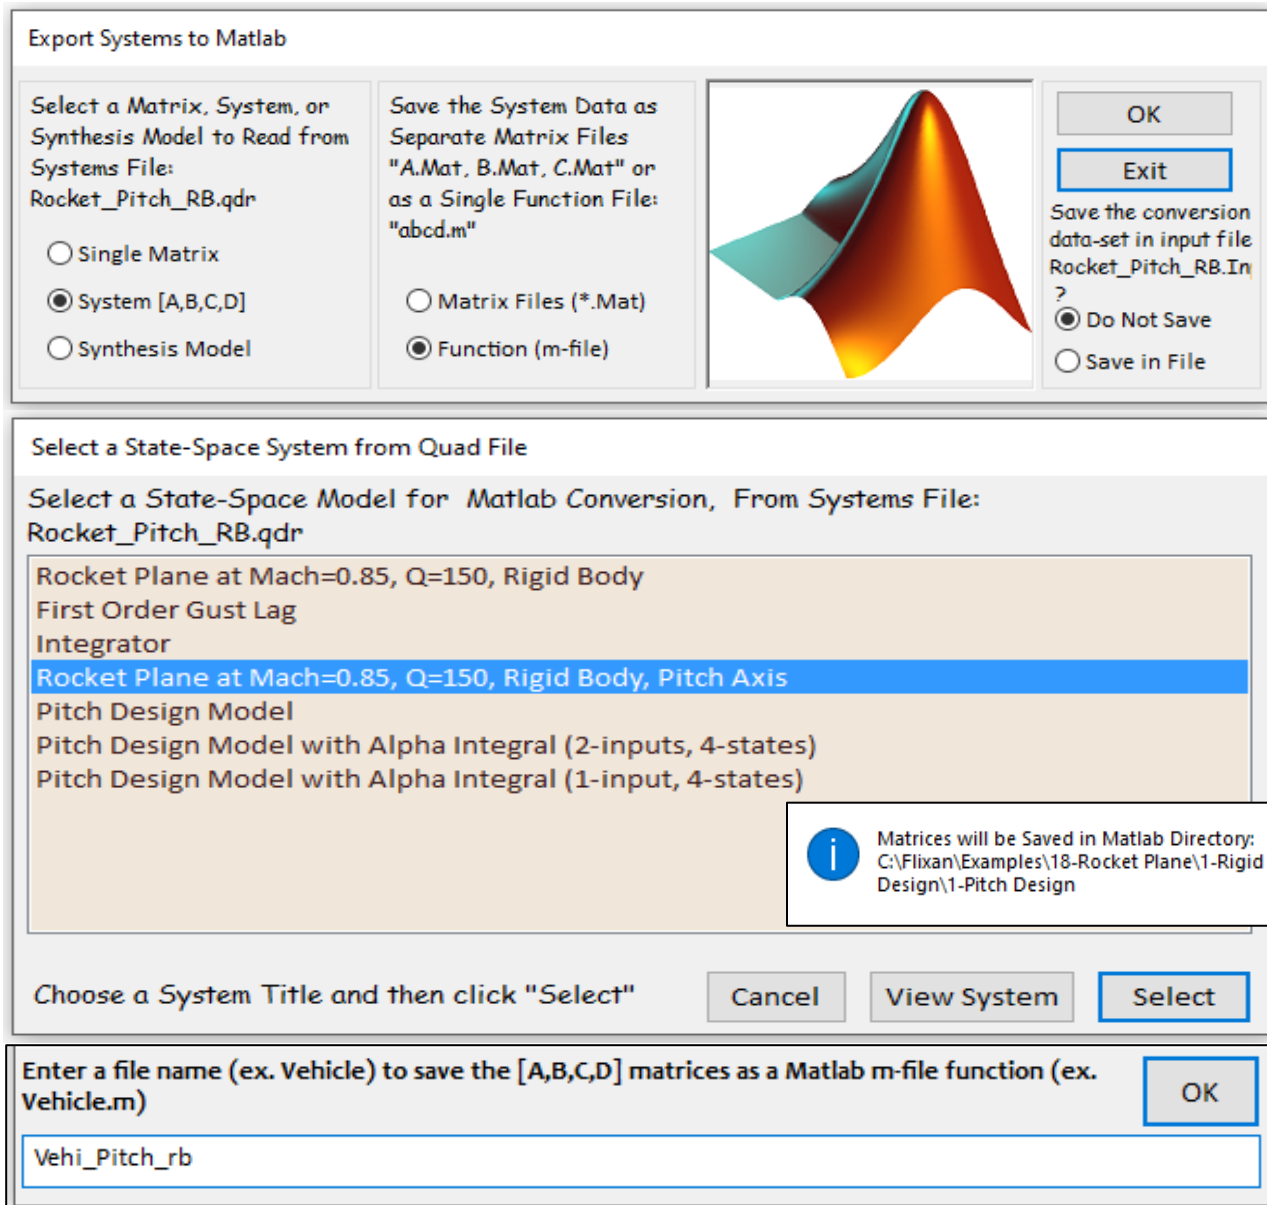 Export Systems to Matlab
Select a Matrix, System, or
Synthesis Model to Read from
Systems File:
Rocket_Pitch_RB.qdr
Single Matrix
System [A,B,C,D]
Synthesis Model
Save the System Data as
Separate Matrix Files
"A.Mat, B.Mat, C.Mat" or
as a Single Function File:
"abcd.m"
Matrix Files (*.Mat)
Function (m-file)
OK
Exit
Save the conversion
data-set in input file
Rocket_Pitch_RB.In
?
Do Not Save
Save in File
Select a State-Space System from Quad File
Select a State-Space Model for Matlab Conversion, From Systems File:
Rocket_Pitch_RB.qdr
Rocket Plane at Mach=0.85, Q=150, Rigid Body
First Order Gust Lag
Integrator
Rocket Plane at Mach=0.85, Q=150, Rigid Body, Pitch Axis
Pitch Design Model
Pitch Design Model with Alpha Integral (2-inputs, 4-states)
Pitch Design Model with Alpha Integral (1-input, 4-states)
Matrices will be Saved in Matlab Directory:
C:\Flixan\Examples\18-Rocket Plane\1-Rigid
Design\1-Pitch Design
Choose a System Title and then click "Select"
Cancel
View System
Select
Enter a file name (ex. Vehicle) to save the [A,B,C,D] matrices as a Matlab m-file function (ex.
Vehicle.m)
OK
Vehi_Pitch_rb